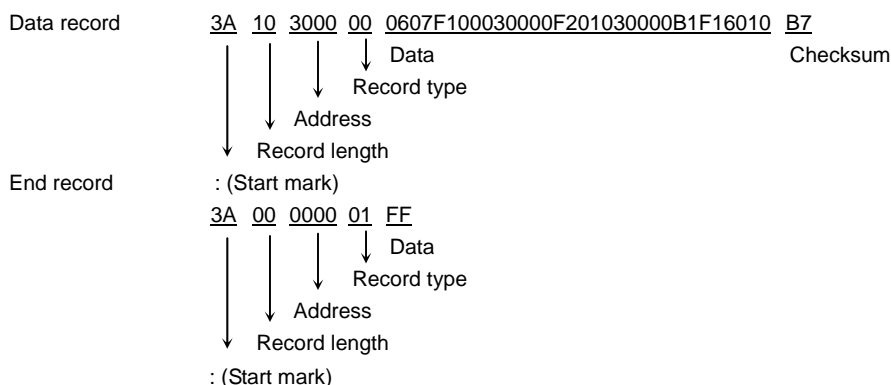 Data record 3A 10 3000 00 0607F100030000F201030000B1F16010 B7
Data Checksum
Record type
Address
Record length
End record : (Start mark)
3A 00 0000 01 FF
Data
Record type
Address
Record length
: (Start mark)